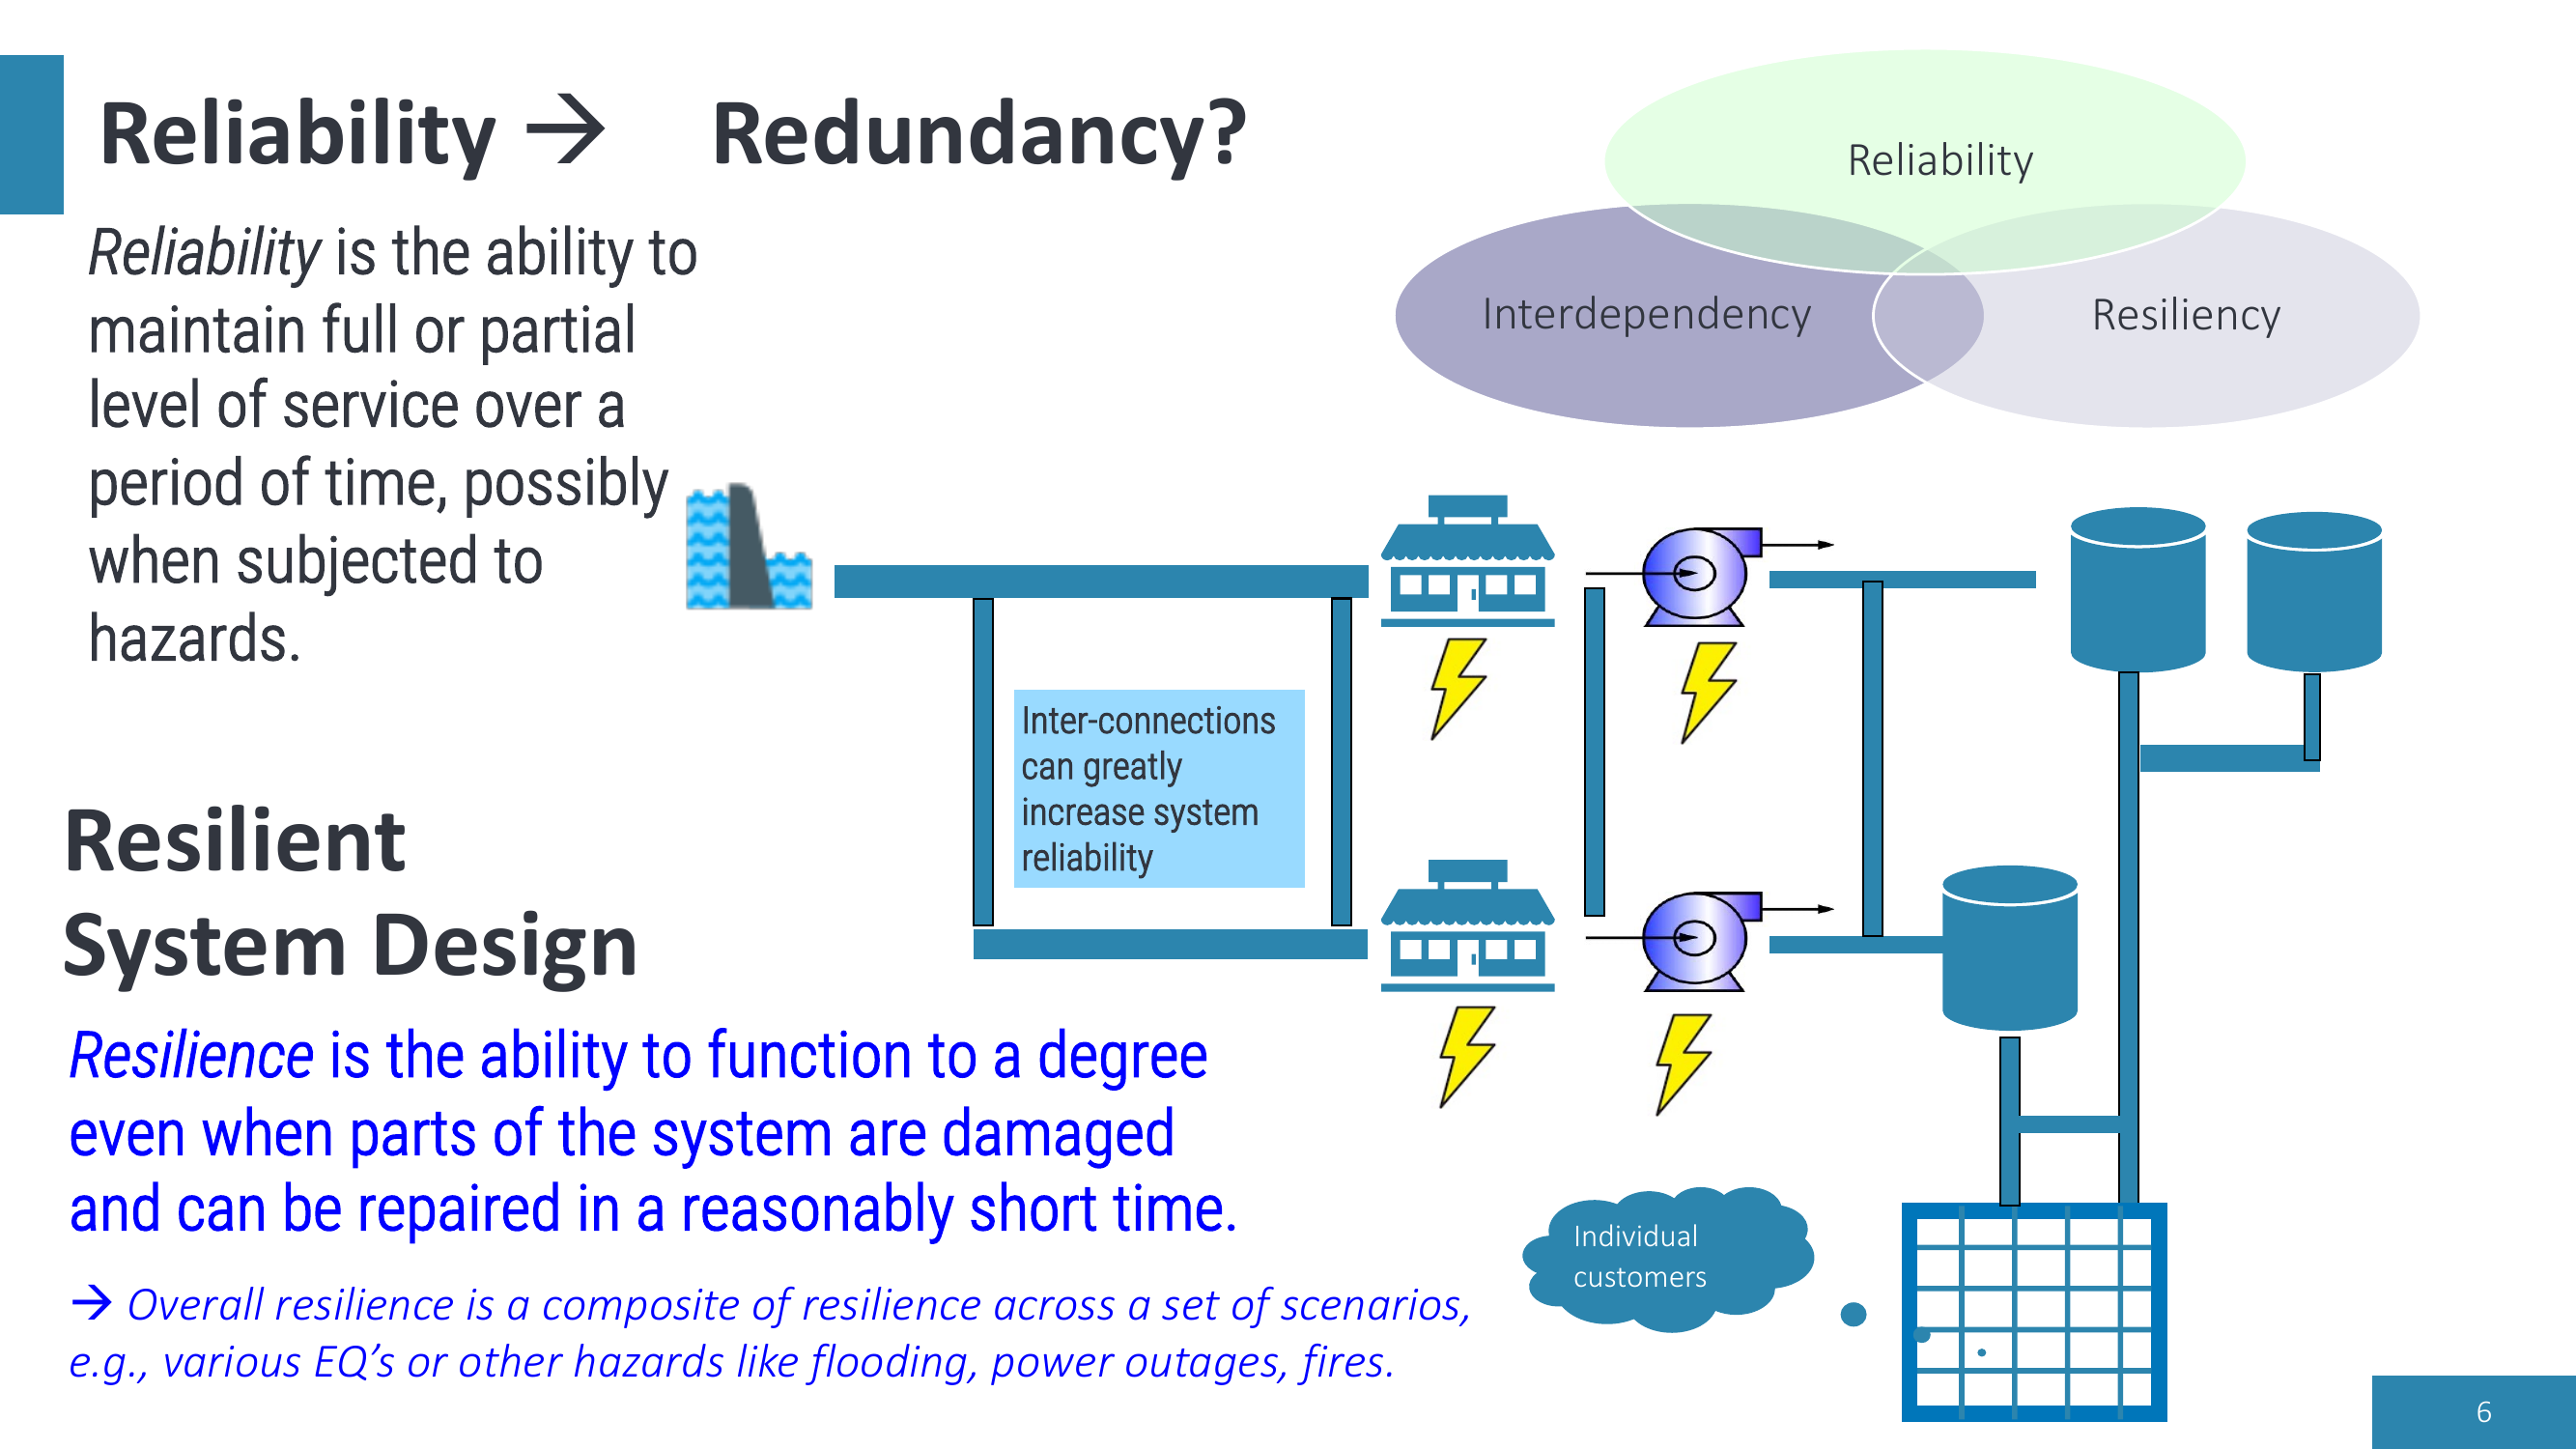 Reliability → Redundancy?
Reliability is the ability to
maintain full or partial
level of service over a
period of time, possibly
when subjected to
hazards.
Reliability
Interdependency
Resiliency
Inter-connections
can greatly
increase system
reliability
Resilient
System Design
Resilience is the ability to function to a degree
even when parts of the system are damaged
and can be repaired in a reasonably short time.
→ Overall resilience is a composite of resilience across a set of scenarios,
e.g., various EQ’s or other hazards like flooding, power outages, fires.
Individual
customers
6